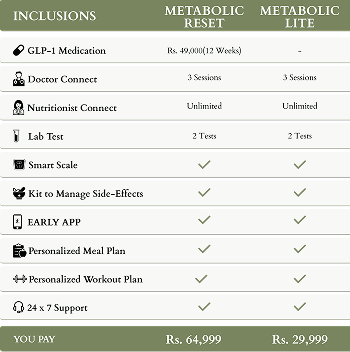 INCLUSIONS METABOLIC RESET METABOLIC LITE
GLP-1 Medication Rs. 49,000(12 Weeks) -
Doctor Connect 3 Sessions 3 Sessions
Nutritionist Connect Unlimited Unlimited
Lab Test 2 Tests 2 Tests
Smart Scale ✓ ✓
Kit to Manage Side-Effects ✓ ✓
EARLY APP ✓ ✓
Personalized Meal Plan ✓ ✓
Personalized Workout Plan ✓ ✓
24 x 7 Support ✓ ✓
YOU PAY Rs. 64,999 Rs. 29,999